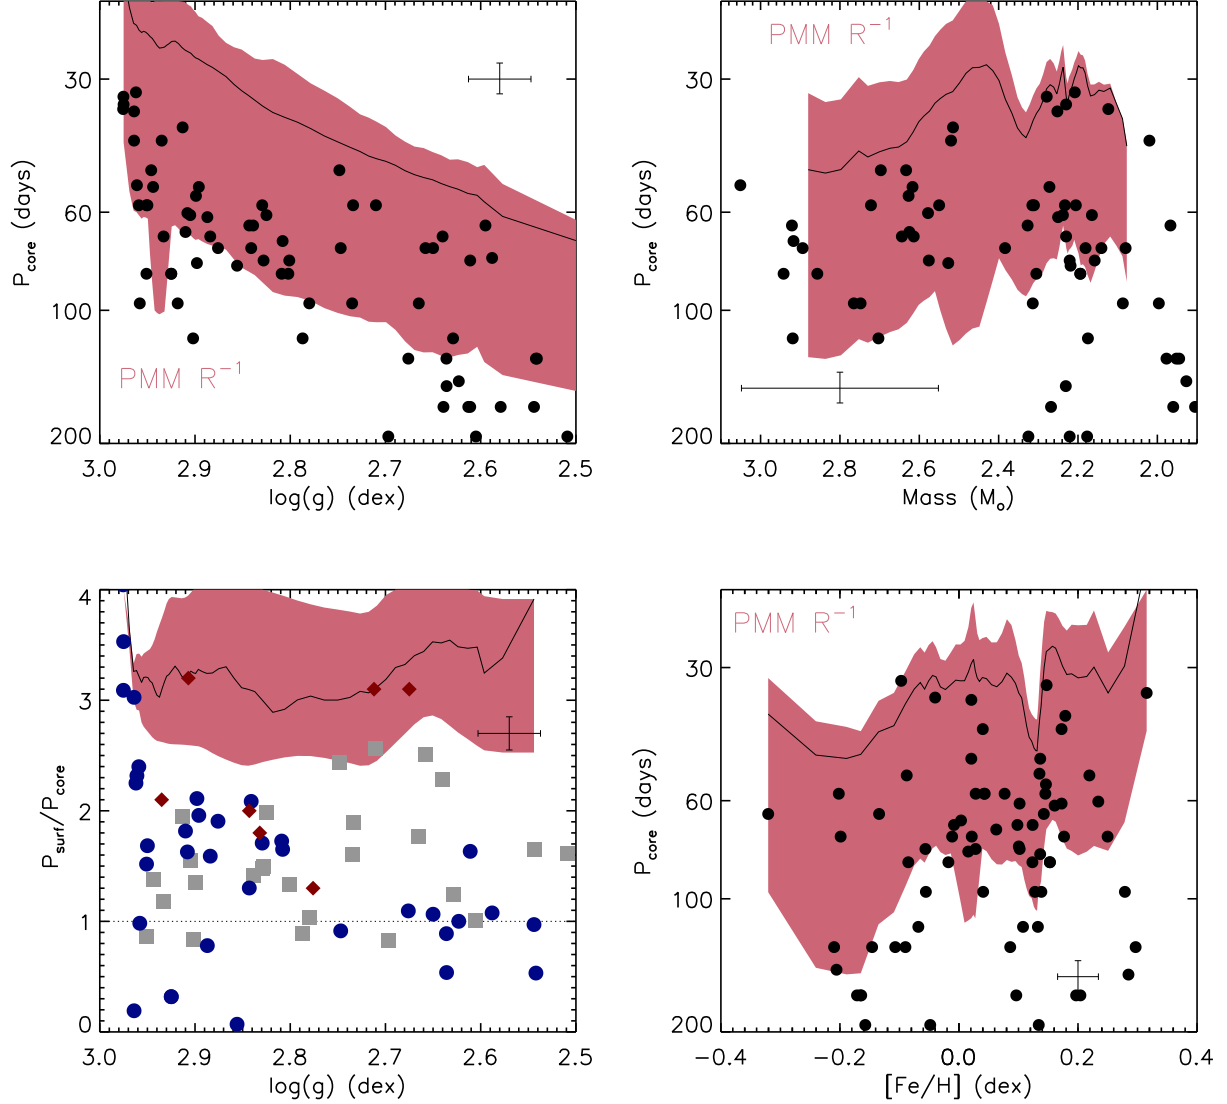 30
60
100
200
P_core (days)
PMM R⁻¹
3.0 2.9 2.8 2.7 2.6 2.5
log(g) (dex)
30
60
100
200
P_core (days)
PMM R⁻¹
3.0 2.8 2.6 2.4 2.2 2.0
Mass (M_o)
4
3
2
1
0
P_surf/P_core
3.0 2.9 2.8 2.7 2.6 2.5
log(g) (dex)
30
60
100
200
P_core (days)
PMM R⁻¹
−0.4 −0.2 0.0 0.2 0.4
[Fe/H] (dex)